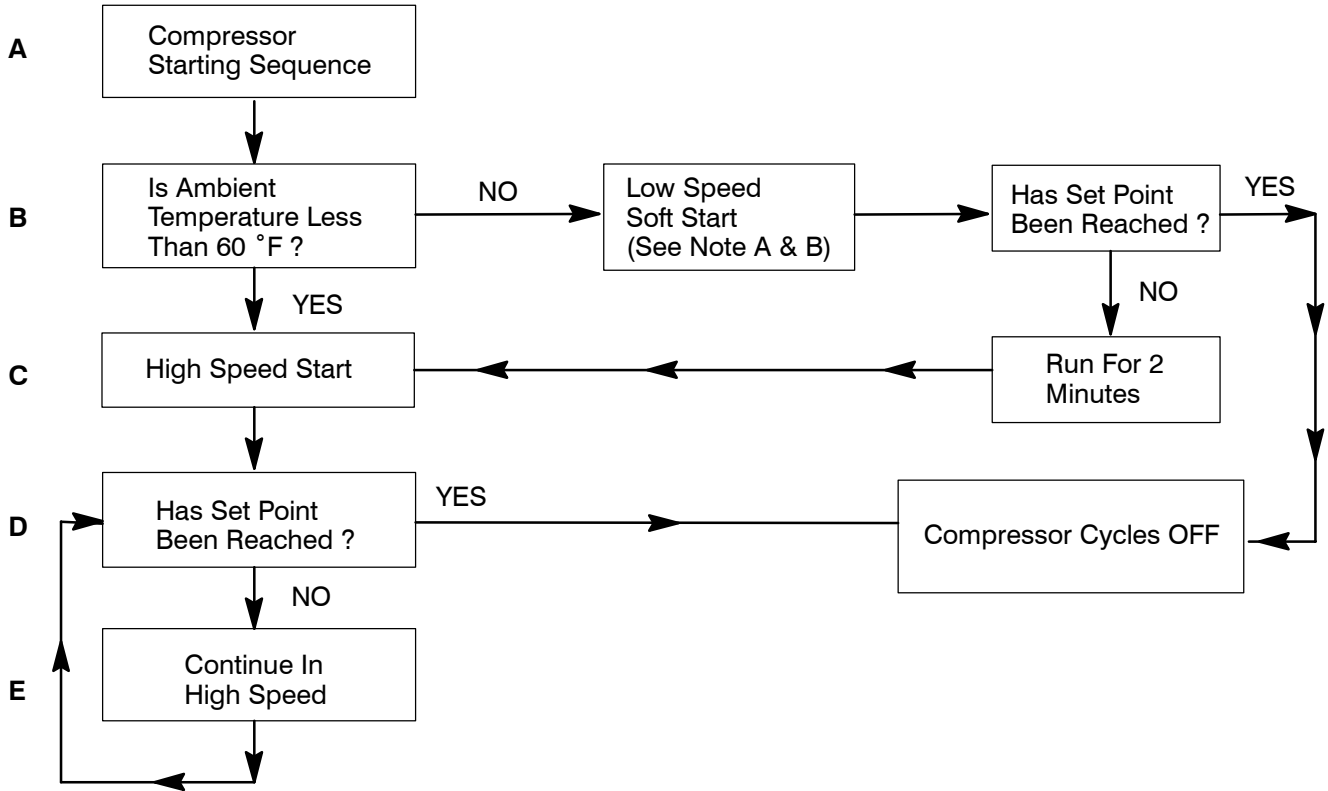 A
Compressor
Starting Sequence
B
Is Ambient
Temperature Less
Than 60 °F ?
NO
Low Speed
Soft Start
(See Note A & B)
Has Set Point
Been Reached ?
YES
YES
NO
C
High Speed Start
Run For 2
Minutes
D
Has Set Point
Been Reached ?
YES
Compressor Cycles OFF
NO
E
Continue In
High Speed